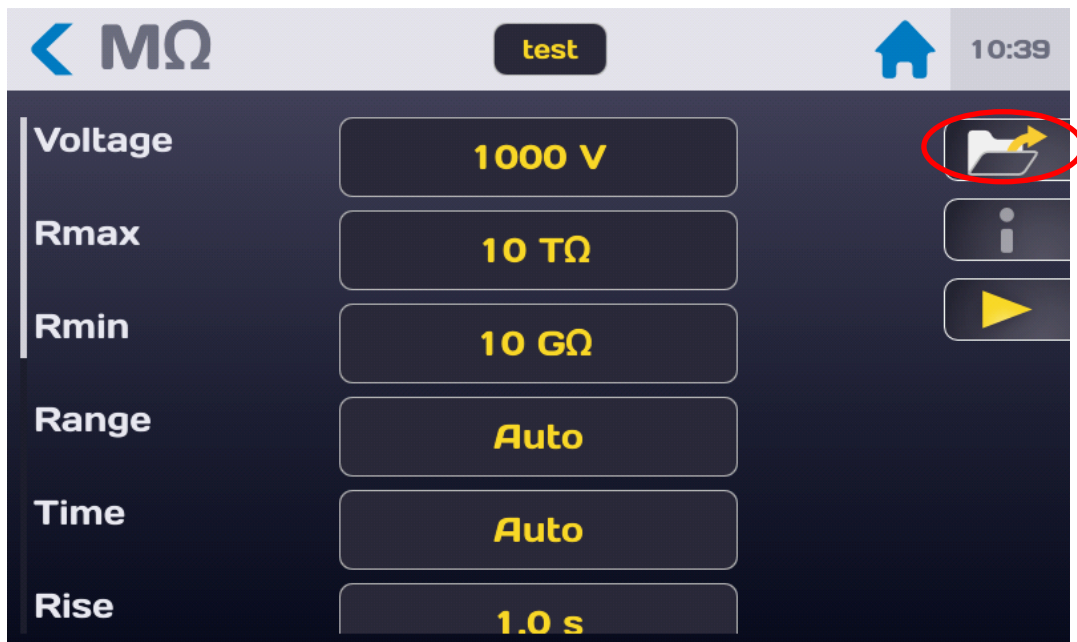 MΩ test 10:39
Voltage 1000 V
Rmax 10 TΩ
Rmin 10 GΩ
Range Auto
Time Auto
Rise 1.0 s